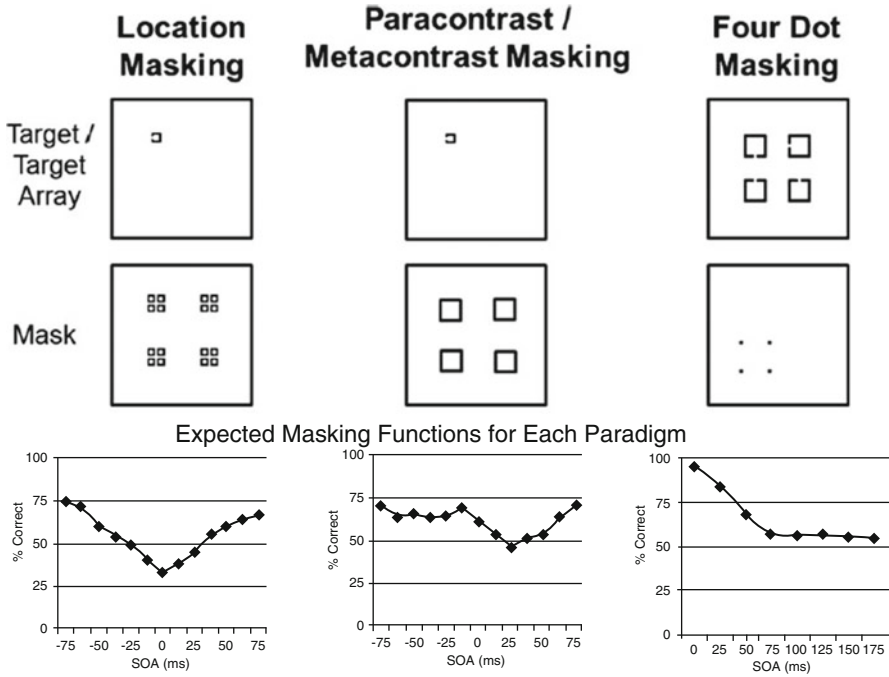 Location
Masking
Paracontrast /
Metacontrast Masking
Four Dot
Masking
Target /
Target
Array
Mask
Expected Masking Functions for Each Paradigm
100
75
50
25
0
% Correct
-75 -50 -25 0 25 50 75
SOA (ms)
100
75
50
25
0
% Correct
-75 -50 -25 0 25 50 75
SOA (ms)
100
75
50
25
0
% Correct
0 25 50 75 100 125 150 175
SOA (ms)